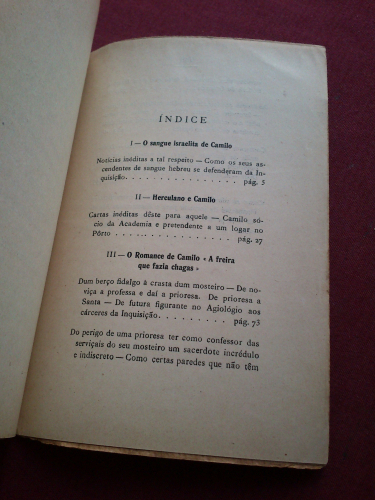 ÍNDICE
I — O sangue israelita de Camilo
Notícias inéditas a tal respeito — Como os seus as-
cendentes de sangue hebreu se defenderam da In-
quisição. . . . . . . . . . . . . . . pág. 3
II — Herculano e Camilo
Cartas inéditas dêste para aquele — Camilo só-
cio da Academia e pretendente a um logar no
Pôrto . . . . . . . . . . . . . . . pág. 27
III — O Romance de Camilo « A freira
que fazia chagas »
Dum berço fidalgo à crasta dum mosteiro — De no-
viça a professa e daí a prioresa. De prioresa a
Santa — De futura figurante no Agiológio aos
cárceres da Inquisição. . . . . . . . pág. 73
Do perigo de uma prioresa ter como confessor das
serviçais do seu mosteiro um sacerdote incrédulo
e indiscreto — Como certas paredes que não têm